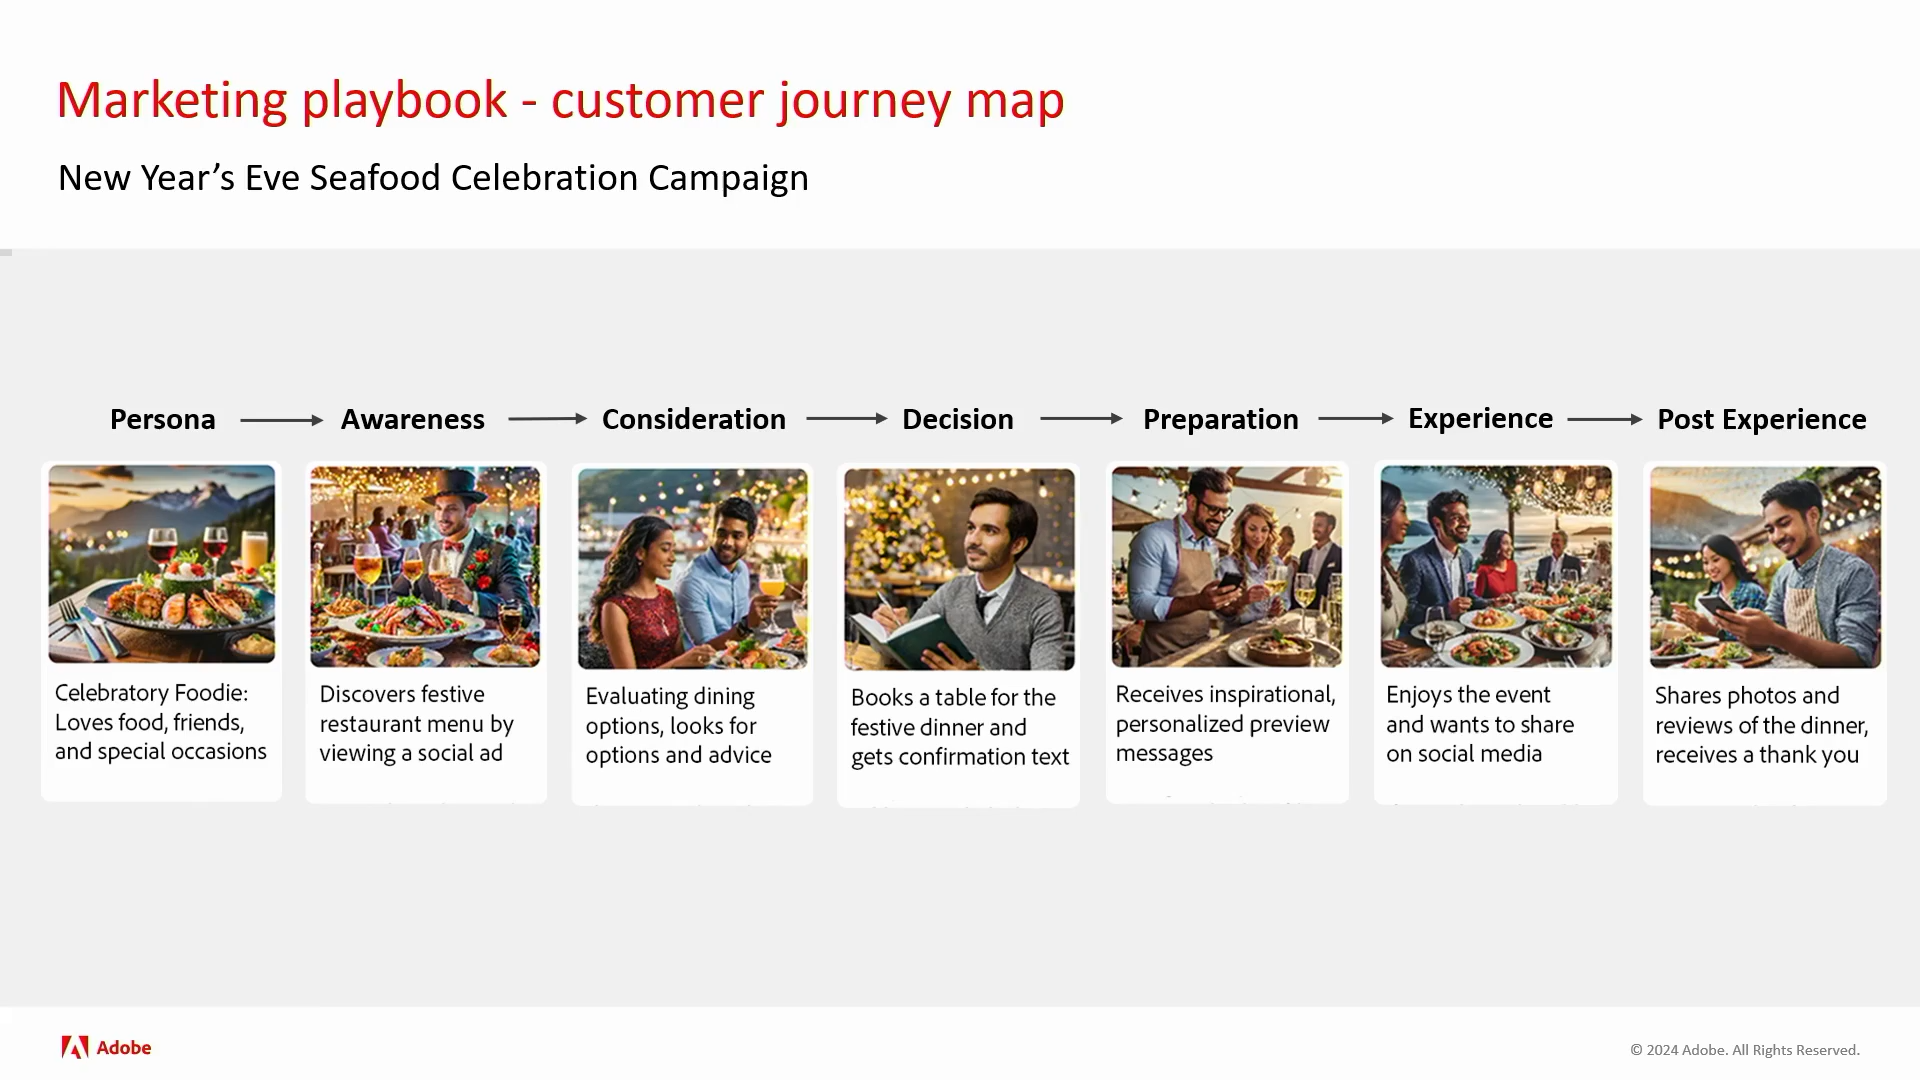 Marketing playbook - customer journey map
New Year’s Eve Seafood Celebration Campaign
Persona
Awareness
Consideration
Decision
Preparation
Experience
Post Experience
Celebratory Foodie:
Loves food, friends,
and special occasions
Discovers festive
restaurant menu by
viewing a social ad
Evaluating dining
options, looks for
options and advice
Books a table for the
festive dinner and
gets confirmation text
Receives inspirational,
personalized preview
messages
Enjoys the event
and wants to share
on social media
Shares photos and
reviews of the dinner,
receives a thank you
Adobe
© 2024 Adobe. All Rights Reserved.